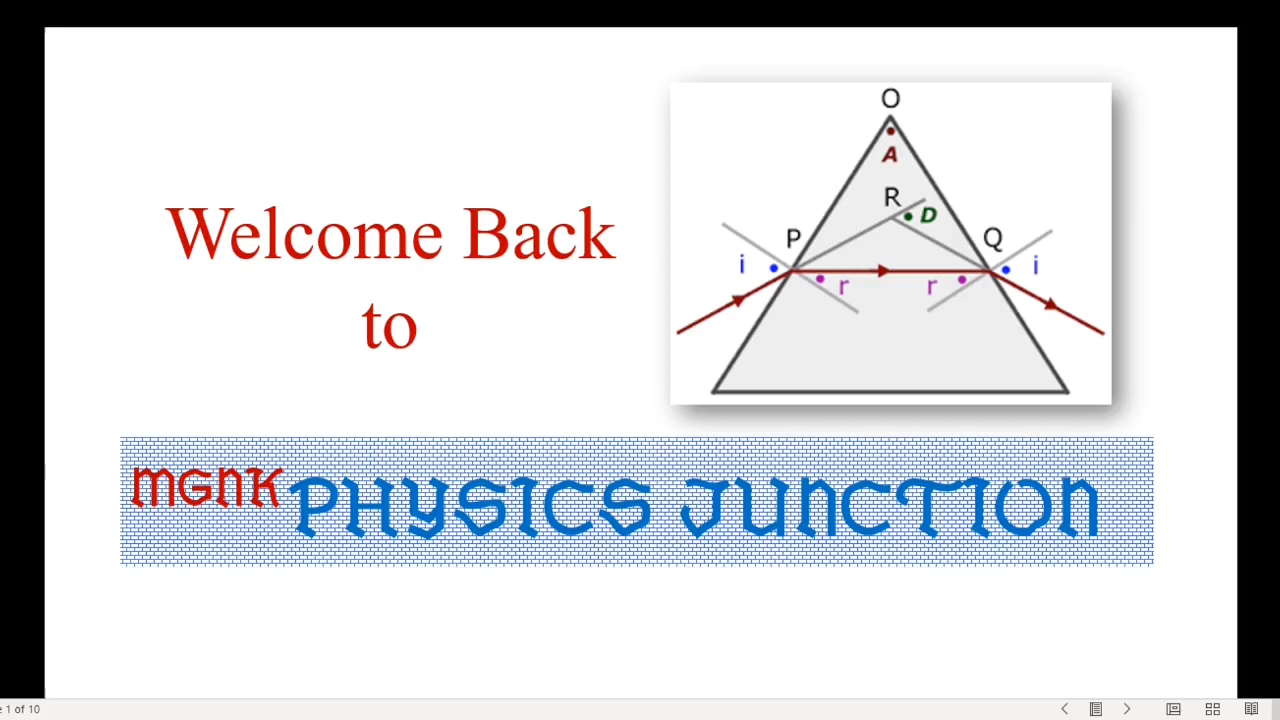 Welcome Back
to
O
A
R
D
P
Q
i
i
r
r
MGNK PHYSICS JUNCTION
e 1 of 10